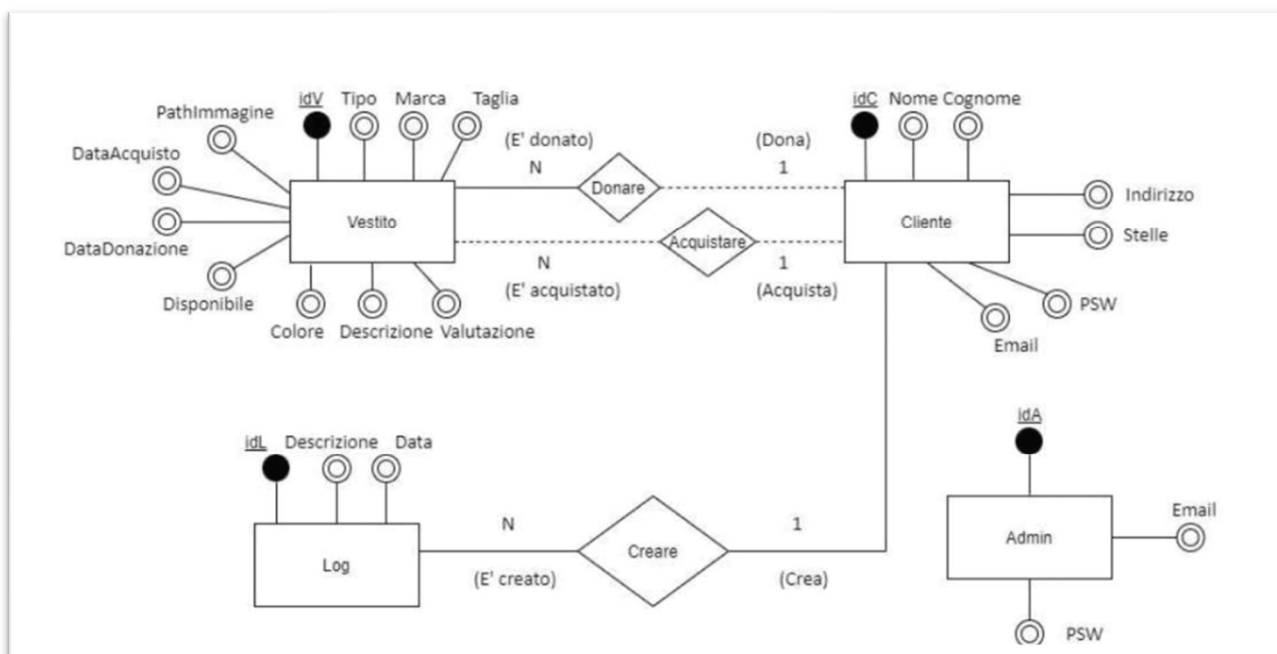 idV Tipo Marca Taglia
PathImmagine
DataAcquisto
DataDonazione
Disponibile
Vestito
Colore Descrizione Valutazione
(E' donato)
N
Donare
(Dona)
1
Acquistare
N
(E' acquistato)
1
(Acquista)
idC Nome Cognome
Cliente
Indirizzo
Stelle
PSW
Email
idL Descrizione Data
Log
N
(E' creato)
Creare
1
(Crea)
idA
Admin
Email
PSW